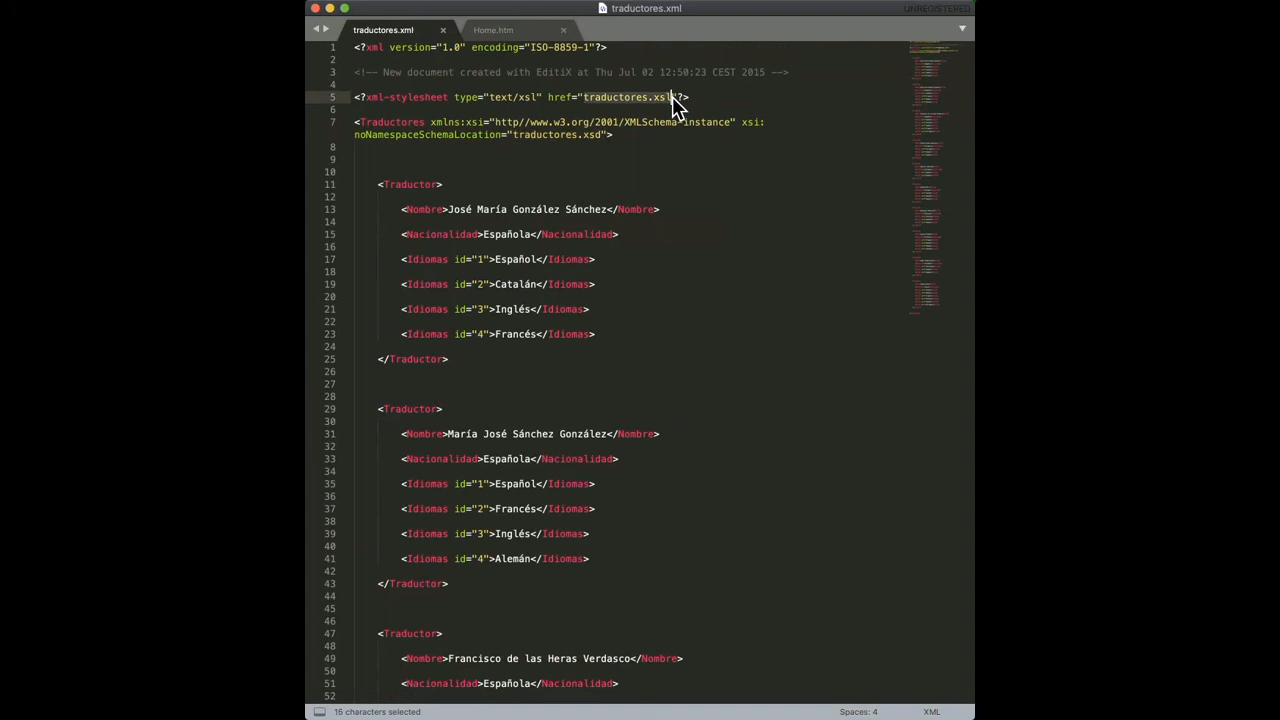 traductores.xml
UNREGISTERED
traductores.xml
Home.htm
1 <?xml version="1.0" encoding="ISO-8859-1"?>
2
3 <!-- New document created with EditiX at Thu Jul 02 12:50:23 CEST 2015 -->
4
5 <?xml-stylesheet type="text/xsl" href="traductores.xsl"?>
6
7 <Traductores xmlns:xsi="http//www.w3.org/2001/XMLSchema-instance" xsi:
noNamespaceSchemaLocation="traductores.xsd">
8
9
10
11 <Traductor>
12
13 <Nombre>José Mara González Sánchez</Nombre>
14
15 <Nacionalidad>Española</Nacionalidad>
16
17 <Idiomas id="1">Español</Idiomas>
18
19 <Idiomas id="2">Catalán</Idiomas>
20
21 <Idiomas id="3">Inglés</Idiomas>
22
23 <Idiomas id="4">Francés</Idiomas>
24
25 </Traductor>
26
27
28
29 <Traductor>
30
31 <Nombre>María José Sánchez González</Nombre>
32
33 <Nacionalidad>Española</Nacionalidad>
34
35 <Idiomas id="1">Español</Idiomas>
36
37 <Idiomas id="2">Francés</Idiomas>
38
39 <Idiomas id="3">Inglés</Idiomas>
40
41 <Idiomas id="4">Alemán</Idiomas>
42
43 </Traductor>
44
45
46
47 <Traductor>
48
49 <Nombre>Francisco de las Heras Verdasco</Nombre>
50
51 <Nacionalidad>Española</Nacionalidad>
52
15 characters selected
Spaces: 4
XML